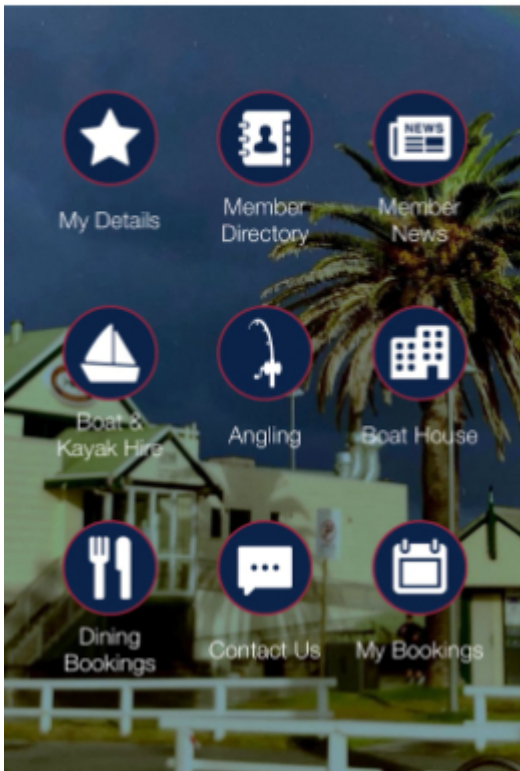 NEWS
My Details
Member
Directory
Member
News
Boat &
Kayak Hire
Angling
Boat House
Dining
Bookings
Contact Us
My Bookings